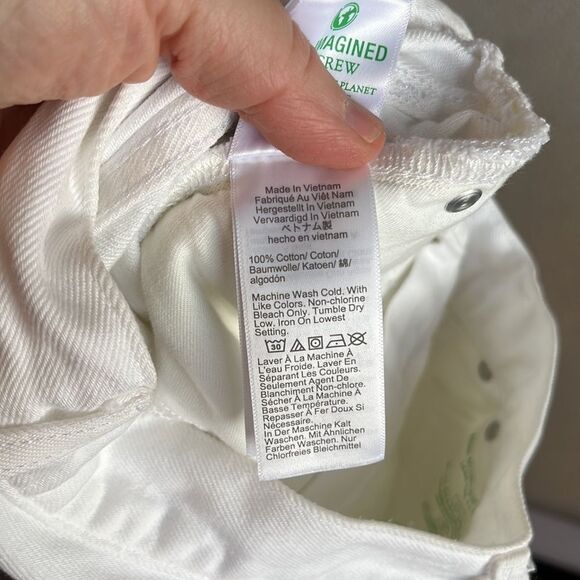 MAGINED
CREW
PLANET
Made In Vietnam
Fabriqué Au Viêt Nam
Hergestellt In Vietnam
Vervaardigd In Vietnam
ベトナム製
hecho en vietnam
100% Cotton/ Coton/
Baumwolle/ Katoen/ 綿/
algodón
Machine Wash Cold. With
Like Colors. Non-chlorine
Bleach Only. Tumble Dry
Low. Iron On Lowest
Setting.
30
Laver À La Machine À
L'eau Froide. Laver En
Séparant Les Couleurs.
Seulement Agent De
Blanchiment Non-chloré.
Sécher À La Machine À
Basse Température.
Repasser À Fer Doux Si
Nécessaire.
In Der Maschine Kalt
Waschen. Mit Ähnlichen
Farben Waschen. Nur
Chlorfreies Bleichmittel